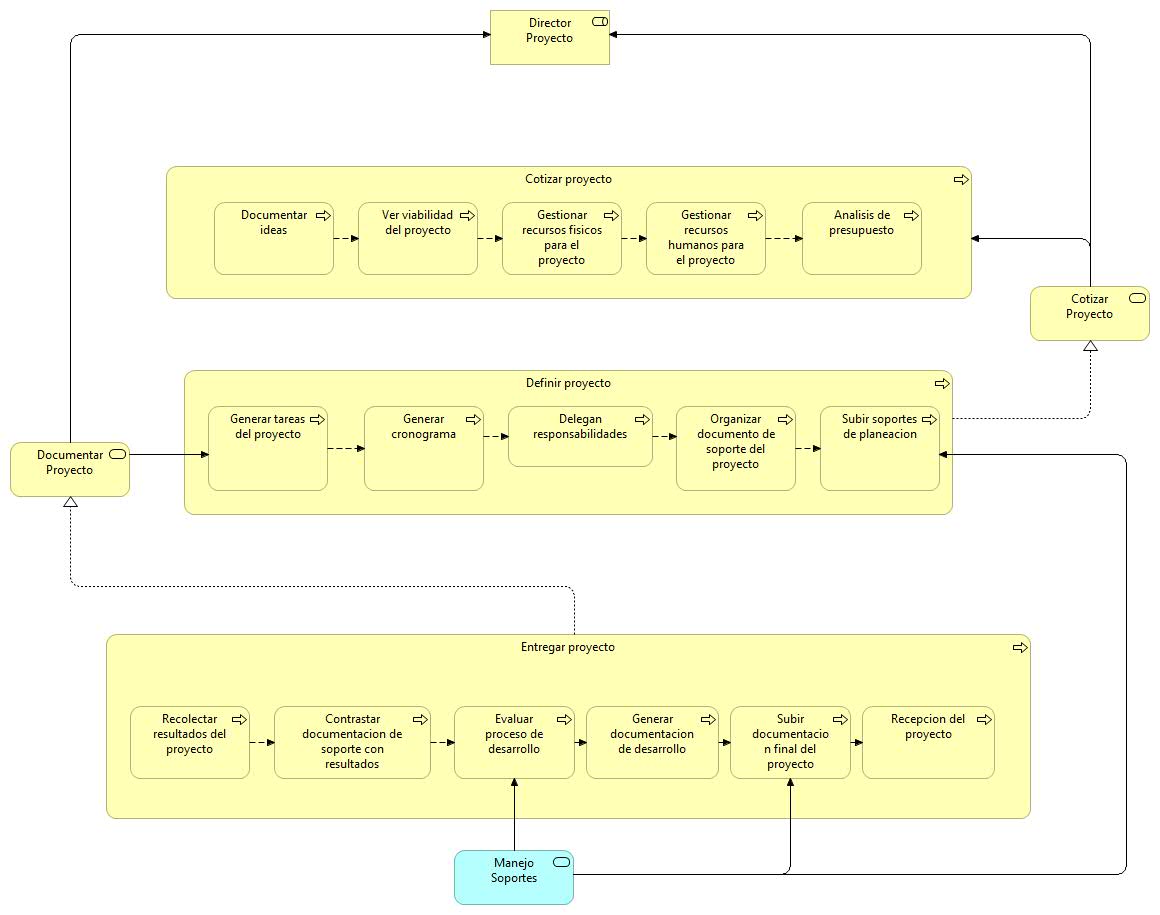 Director
Proyecto
Cotizar proyecto
Documentar
ideas
Ver viabilidad
del proyecto
Gestionar
recursos fisicos
para el
proyecto
Gestionar
recursos
humanos para
el proyecto
Analisis de
presupuesto
Cotizar
Proyecto
Definir proyecto
Generar tareas
del proyecto
Generar
cronograma
Delegan
responsabilidades
Organizar
documento de
soporte del
proyecto
Subir soportes
de planeacion
Documentar
Proyecto
Entregar proyecto
Recolectar
resultados del
proyecto
Contrastar
documentacion de
soporte con
resultados
Evaluar
proceso de
desarrollo
Generar
documentacion
de desarrollo
Subir
documentacio
n final del
proyecto
Recepcion del
proyecto
Manejo
Soportes